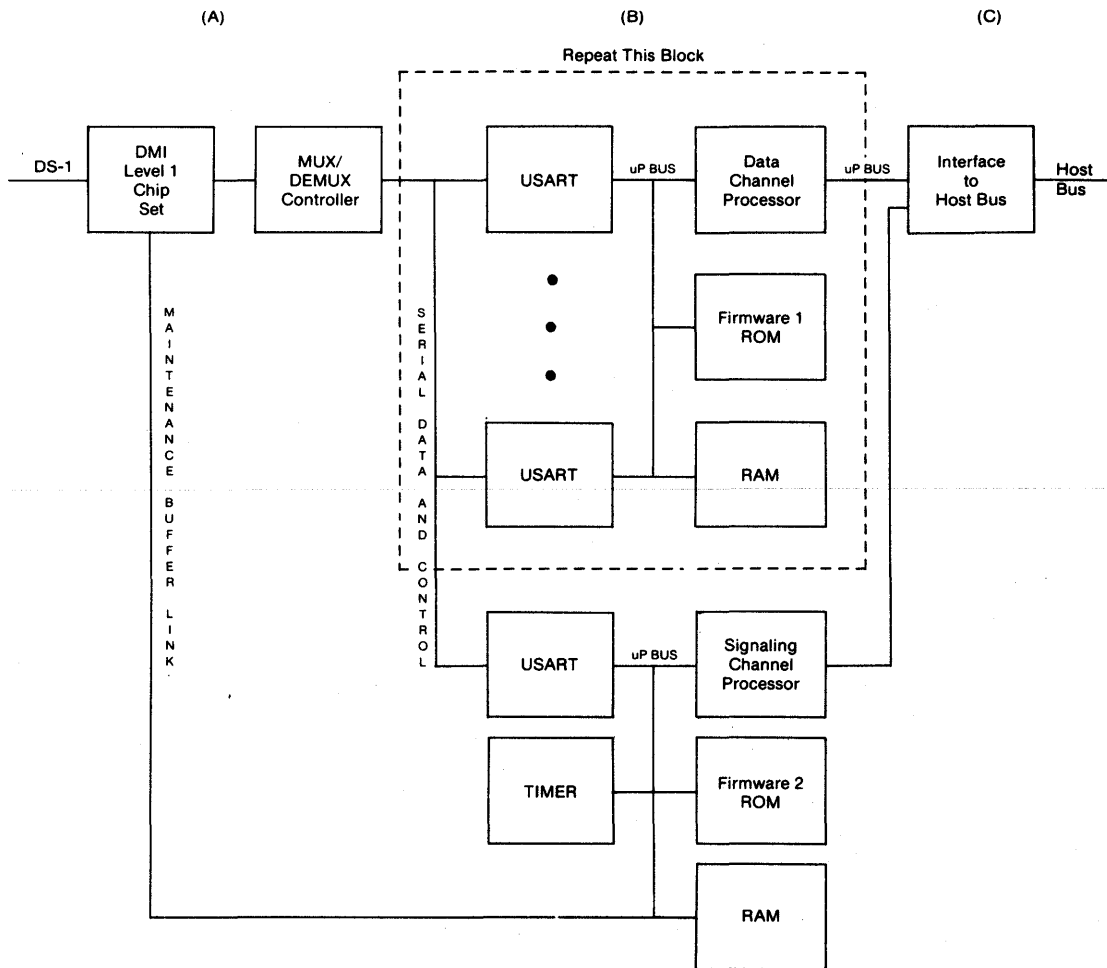 (A) (B) (C)
Repeat This Block
DS-1
DMI
Level 1
Chip
Set
MUX/
DEMUX
Controller
USART
uP BUS
Data
Channel
Processor
uP BUS
Interface
to
Host Bus
Host
Bus
MAINTENANCE BUFFER LINK
SERIAL DATA AND CONTROL
Firmware 1
ROM
USART
RAM
USART
uP BUS
Signaling
Channel
Processor
TIMER
Firmware 2
ROM
RAM